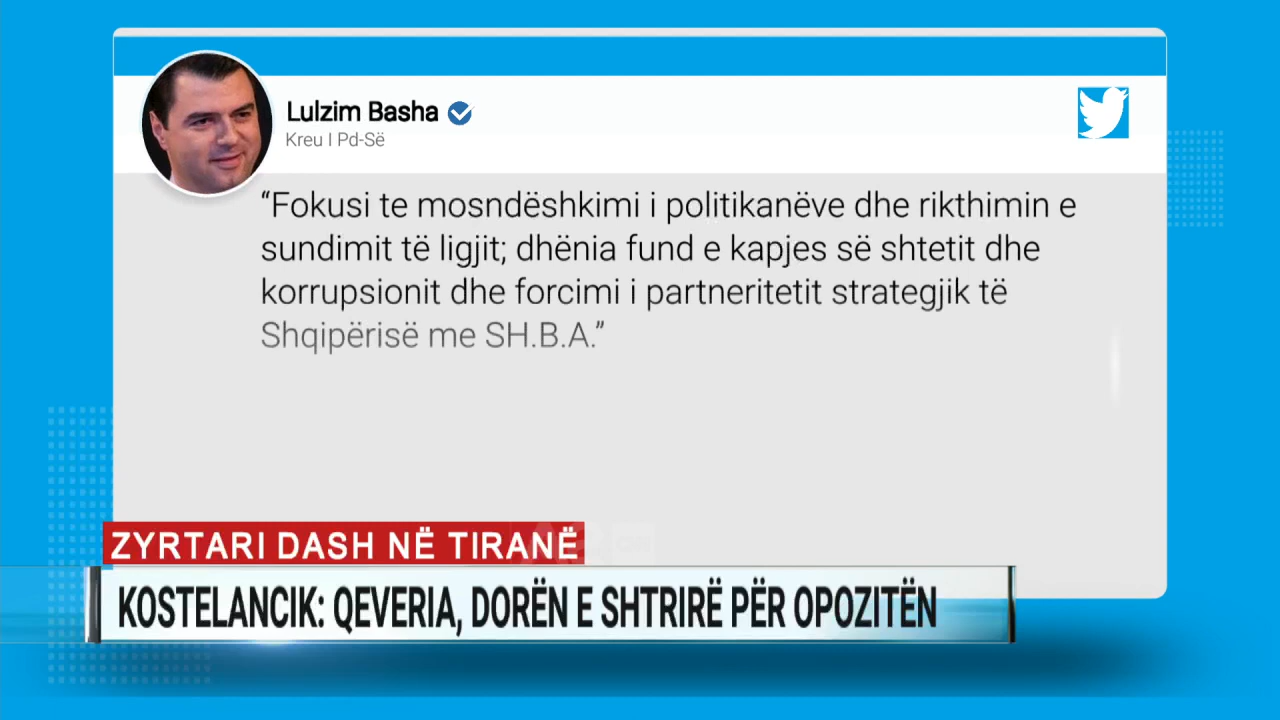 Lulzim Basha
Kreu I Pd-Së
“Fokusi te mosndëshkimi i politikanëve dhe rikthimin e
sundimit të ligjit; dhënia fund e kapjes së shtetit dhe
korrupsionit dhe forcimi i partneritetit strategjik të
Shqipërisë me SH.B.A.”
ZYRTARI DASH NË TIRANË
KOSTELANCIK: QEVERIA, DORËN E SHTRIRË PËR OPOZITËN